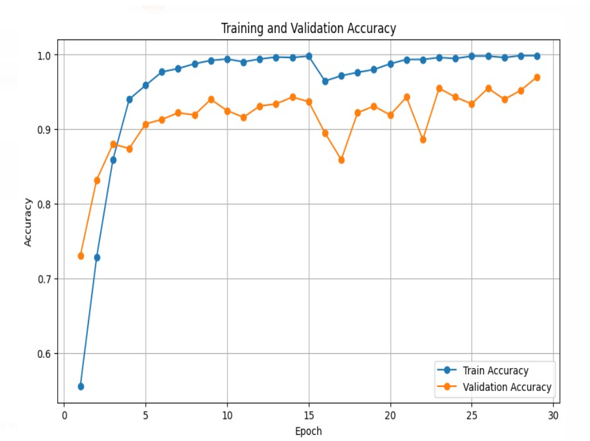 Training and Validation Accuracy
1.0
0.9
0.8
0.7
0.6
Accuracy
0 5 10 15 20 25 30
Epoch
Train Accuracy
Validation Accuracy